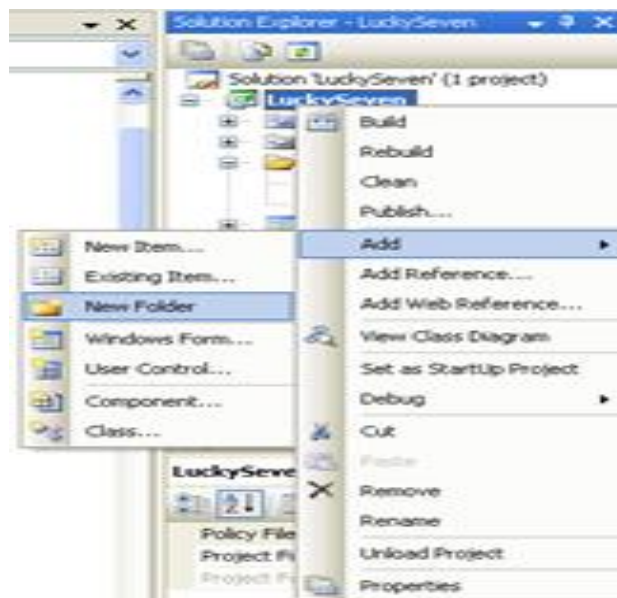 Solution Explorer - LuckySeven
Solution 'LuckySeven' (1 project)
LuckySeven
Build
Rebuild
Clean
Publish...
Add
Add Reference...
Add Web Reference...
View Class Diagram
Set as StartUp Project
Debug
Cut
Paste
Remove
Rename
Unload Project
Properties
New Item...
Existing Item...
New Folder
Windows Form...
User Control...
Component...
Class...
LuckySeve
Policy File
Project Fi
Project F